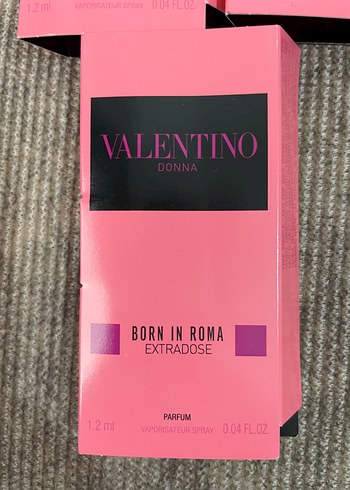 1.2 ml VAPORISATEUR SPRAY 0.04 FL.OZ.
VALENTINO
DONNA
BORN IN ROMA
EXTRADOSE
PARFUM
1.2 ml VAPORISATEUR SPRAY 0.04 FL.OZ.